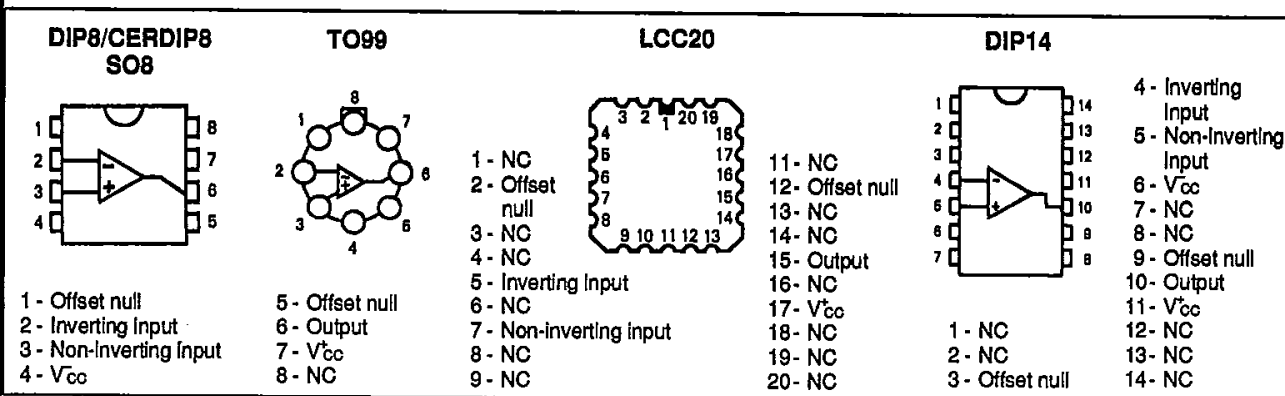 DIP8/CERDIP8
SO8
1
2
3
4
8
7
6
5
1 - Offset null
2 - Inverting Input
3 - Non-Inverting Input
4 - V⁻cc
TO99
8
1
7
2
6
3
5
4
5 - Offset null
6 - Output
7 - V⁺cc
8 - NC
LCC20
3 2 1 20 19
4
5
6
7
8
18
17
16
15
14
9 10 11 12 13
1 - NC
2 - Offset
null
3 - NC
4 - NC
5 - Inverting Input
6 - NC
7 - Non-inverting input
8 - NC
9 - NC
11 - NC
12 - Offset null
13 - NC
14 - NC
15 - Output
16 - NC
17 - V⁺cc
18 - NC
19 - NC
20 - NC
DIP14
1
2
3
4
5
6
7
14
13
12
11
10
9
8
1 - NC
2 - NC
3 - Offset null
4 - Inverting
Input
5 - Non-Inverting
Input
6 - V⁻cc
7 - NC
8 - NC
9 - Offset null
10 - Output
11 - V⁺cc
12 - NC
13 - NC
14 - NC